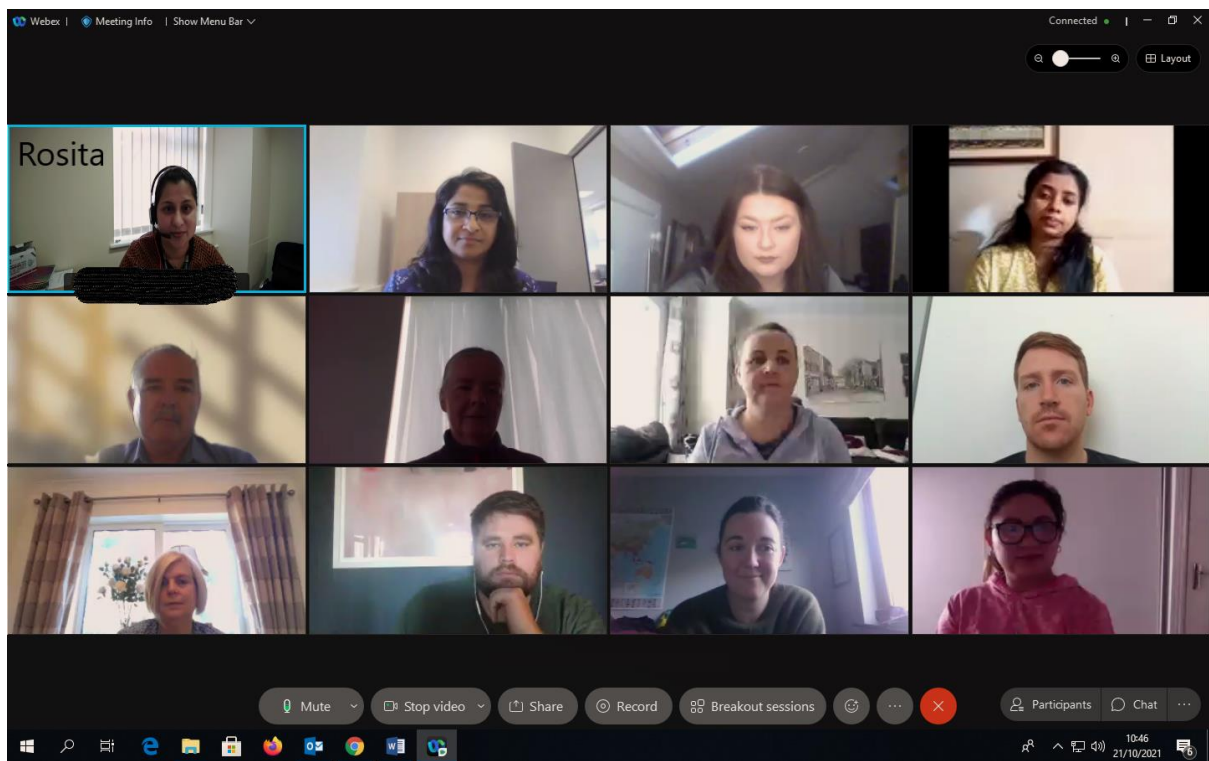 Webex | Meeting Info | Show Menu Bar
Connected
Layout
Rosita
Mute
Stop video
Share
Record
Breakout sessions
Participants
Chat
10:46
21/10/2021
6